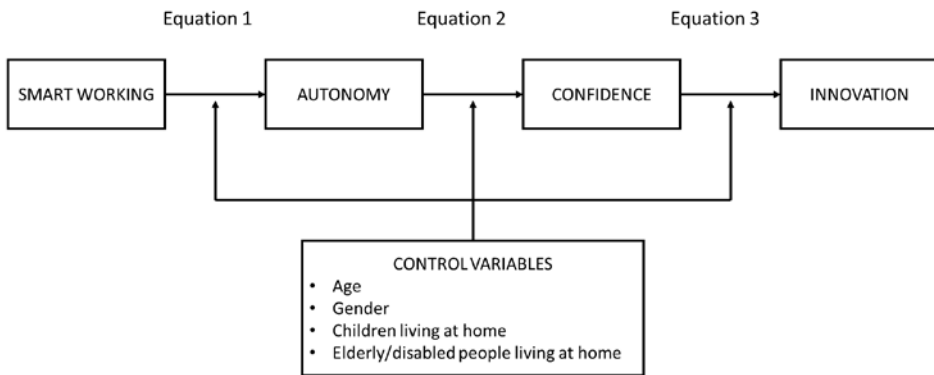 Equation 1 Equation 2 Equation 3
SMART WORKING AUTONOMY CONFIDENCE INNOVATION
CONTROL VARIABLES
• Age
• Gender
• Children living at home
• Elderly/disabled people living at home